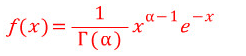 f(x) = 1/Γ(α) x^(α−1) e^(−x)